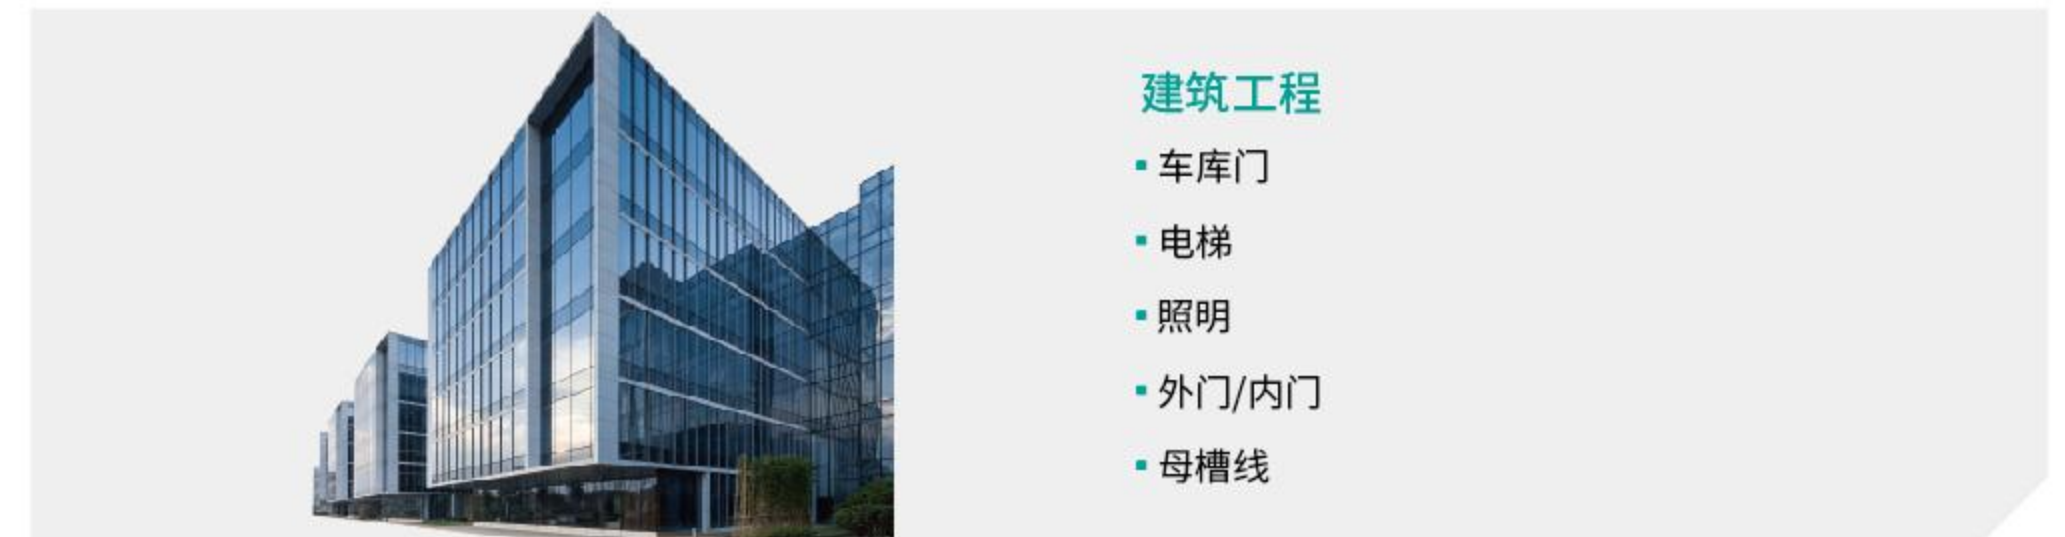 建筑工程
▪ 车库门
▪ 电梯
▪ 照明
▪ 外门/内门
▪ 母槽线